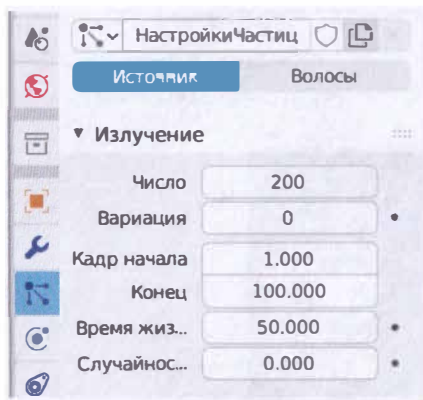 НастройкиЧастиц
Источник Волосы
Излучение
Число 200
Вариация 0
Кадр начала 1.000
Конец 100.000
Время жиз... 50.000
Случайнос... 0.000